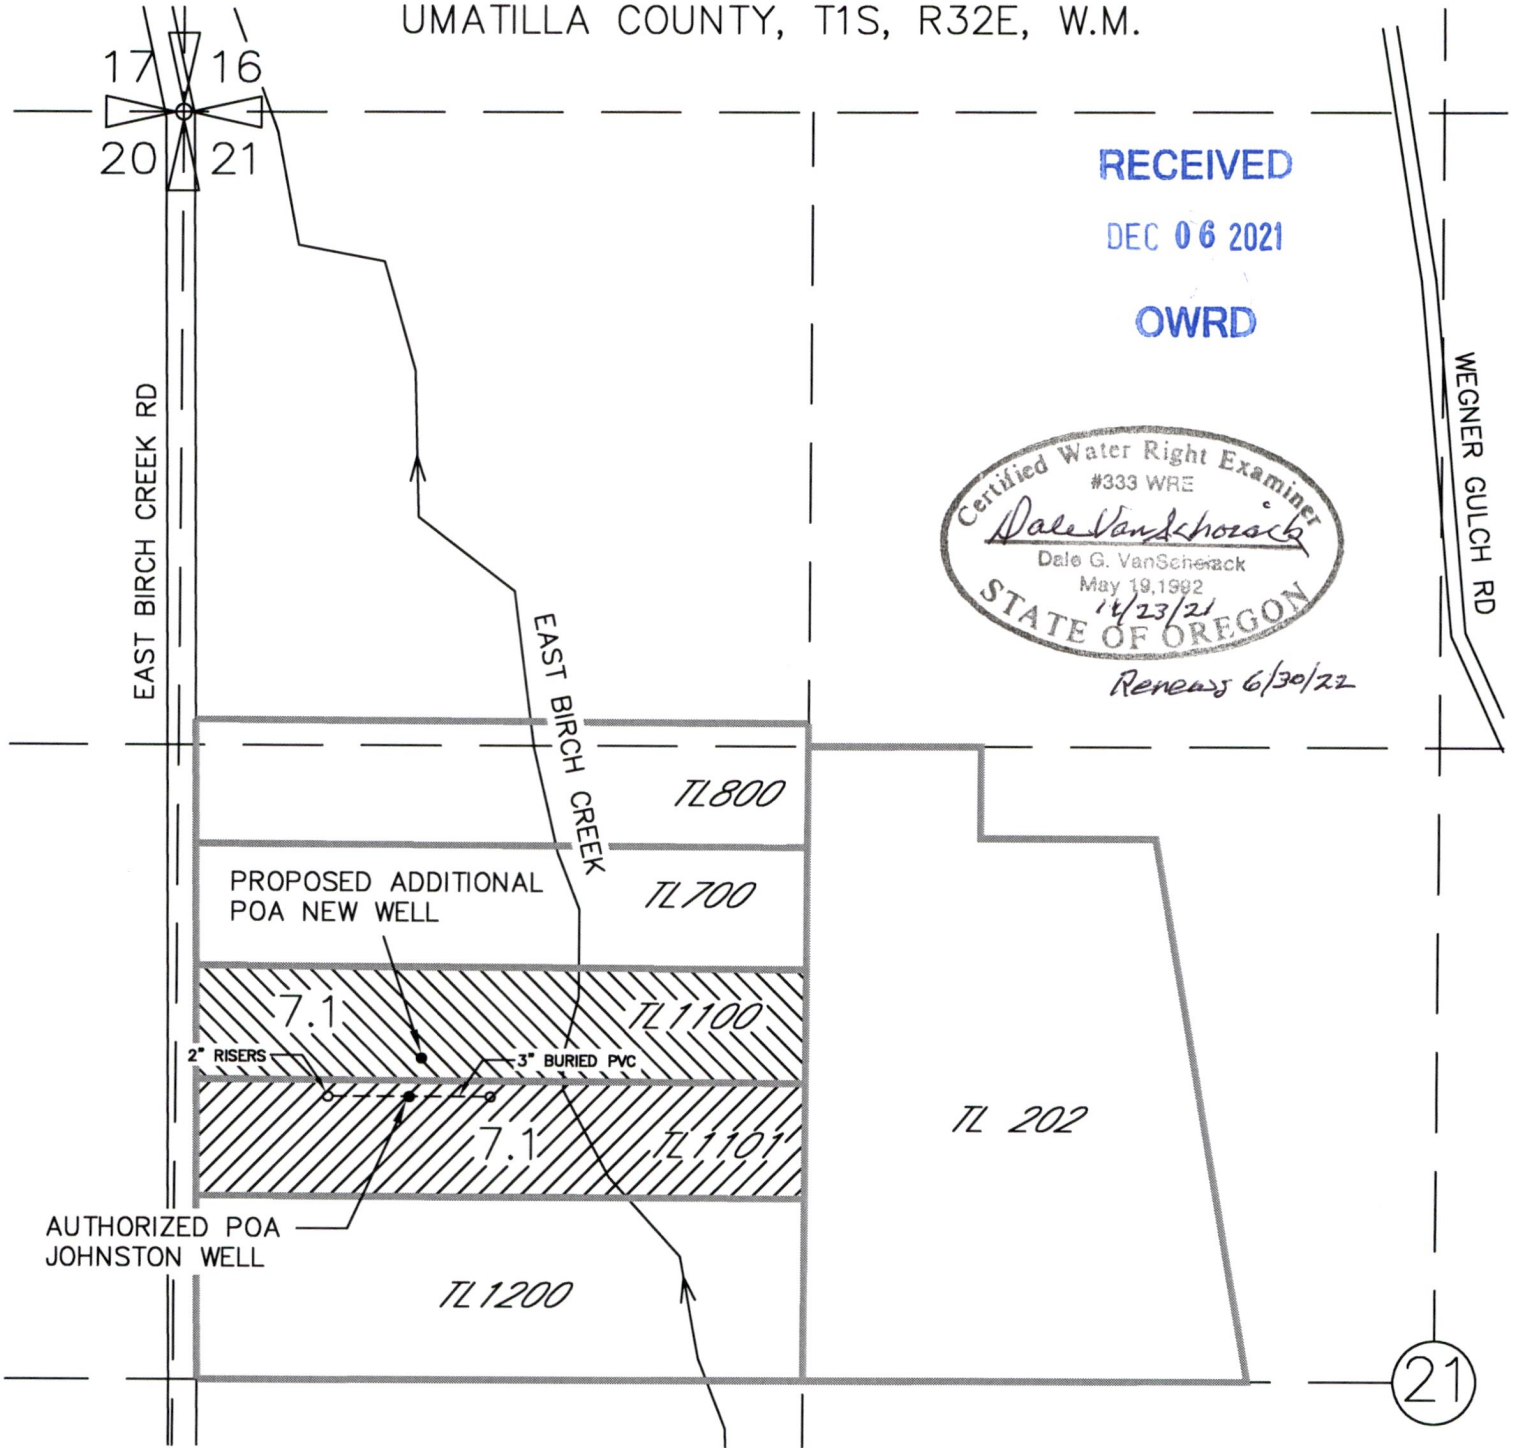 UMATILLA COUNTY, T1S, R32E, W.M.
17 16
20 21
RECEIVED
DEC 06 2021
OWRD
EAST BIRCH CREEK RD
WEGNER GULCH RD
Certified Water Right Examiner
#333 WRE
Dale VanSchoiack
Dale G. VanSchoiack
May 19, 1992
11/23/21
STATE OF OREGON
Renews 6/30/22
EAST BIRCH CREEK
TL800
PROPOSED ADDITIONAL
POA NEW WELL
TL700
7.1
TL1100
2" RISERS
3" BURIED PVC
7.1
TL1101
TL 202
AUTHORIZED POA
JOHNSTON WELL
TL1200
21